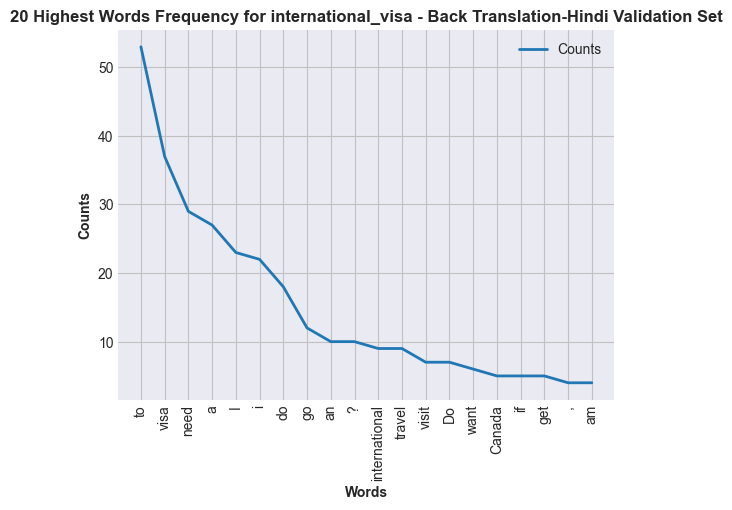 20 Highest Words Frequency for international_visa - Back Translation-Hindi Validation Set
Counts
50
40
30
20
10
Counts
to
visa
need
a
I
i
do
go
an
?
international
travel
visit
Do
want
Canada
if
get
,
am
Words